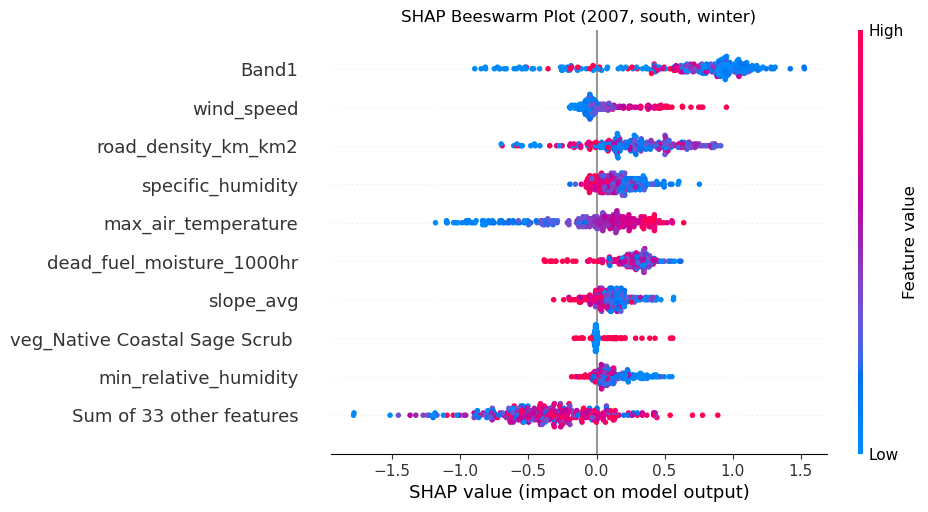 SHAP Beeswarm Plot (2007, south, winter)
High
Band1
wind_speed
road_density_km_km2
specific_humidity
max_air_temperature
dead_fuel_moisture_1000hr
slope_avg
veg_Native Coastal Sage Scrub
min_relative_humidity
Sum of 33 other features
Feature value
Low
−1.5 −1.0 −0.5 0.0 0.5 1.0 1.5
SHAP value (impact on model output)